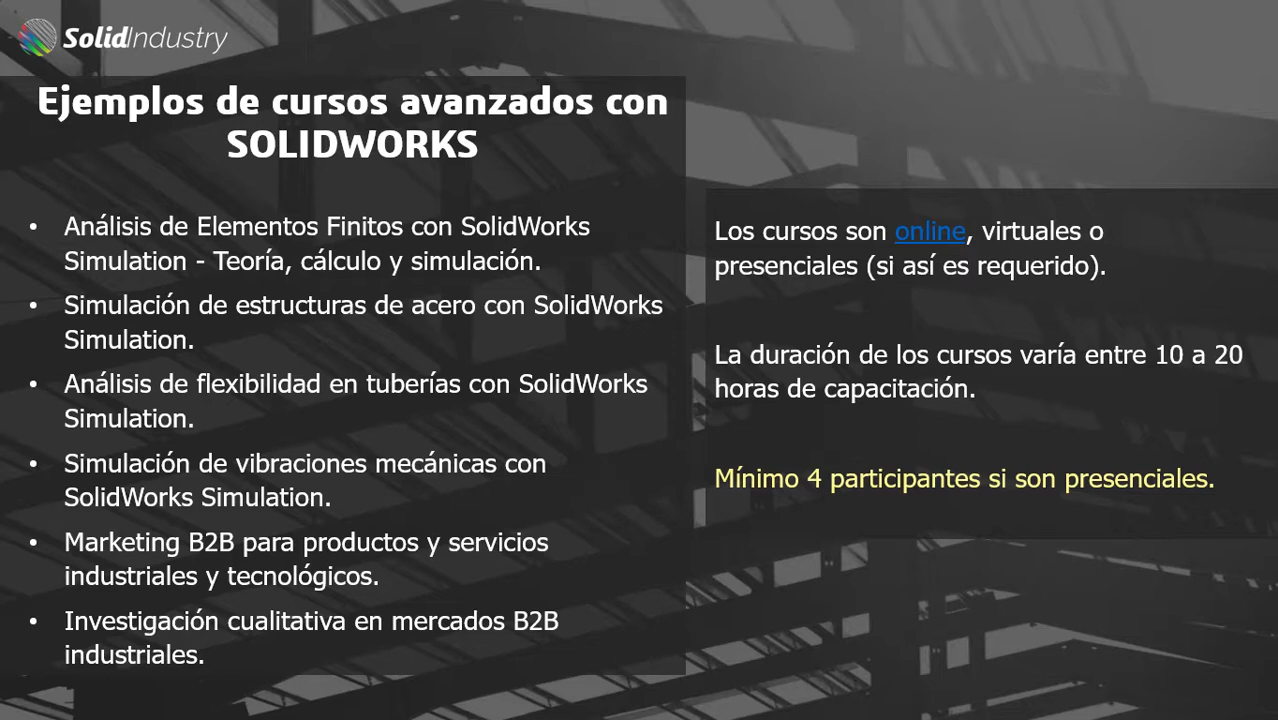 SolidIndustry
Ejemplos de cursos avanzados con
SOLIDWORKS
• Análisis de Elementos Finitos con SolidWorks
Simulation - Teoría, cálculo y simulación.
• Simulación de estructuras de acero con SolidWorks
Simulation.
• Análisis de flexibilidad en tuberías con SolidWorks
Simulation.
• Simulación de vibraciones mecánicas con
SolidWorks Simulation.
• Marketing B2B para productos y servicios
industriales y tecnológicos.
• Investigación cualitativa en mercados B2B
industriales.
Los cursos son online, virtuales o
presenciales (si así es requerido).
La duración de los cursos varía entre 10 a 20
horas de capacitación.
Mínimo 4 participantes si son presenciales.